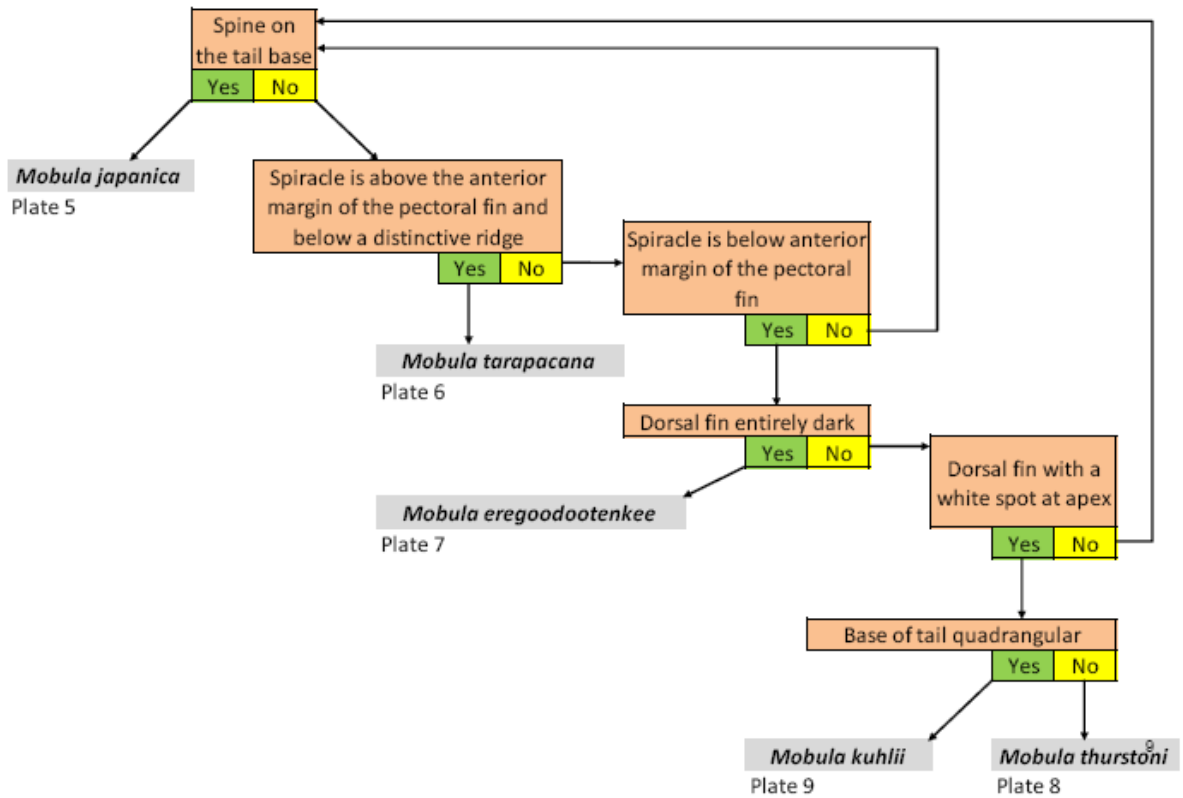 Spine on
the tail base
Yes No
Mobula japanica
Plate 5
Spiracle is above the anterior
margin of the pectoral fin and
below a distinctive ridge
Yes No
Spiracle is below anterior
margin of the pectoral
fin
Yes No
Mobula tarapacana
Plate 6
Dorsal fin entirely dark
Yes No
Mobula eregoodootenkee
Plate 7
Dorsal fin with a
white spot at apex
Yes No
Base of tail quadrangular
Yes No
Mobula kuhlii
Plate 9
Mobula thurstoni
9
Plate 8